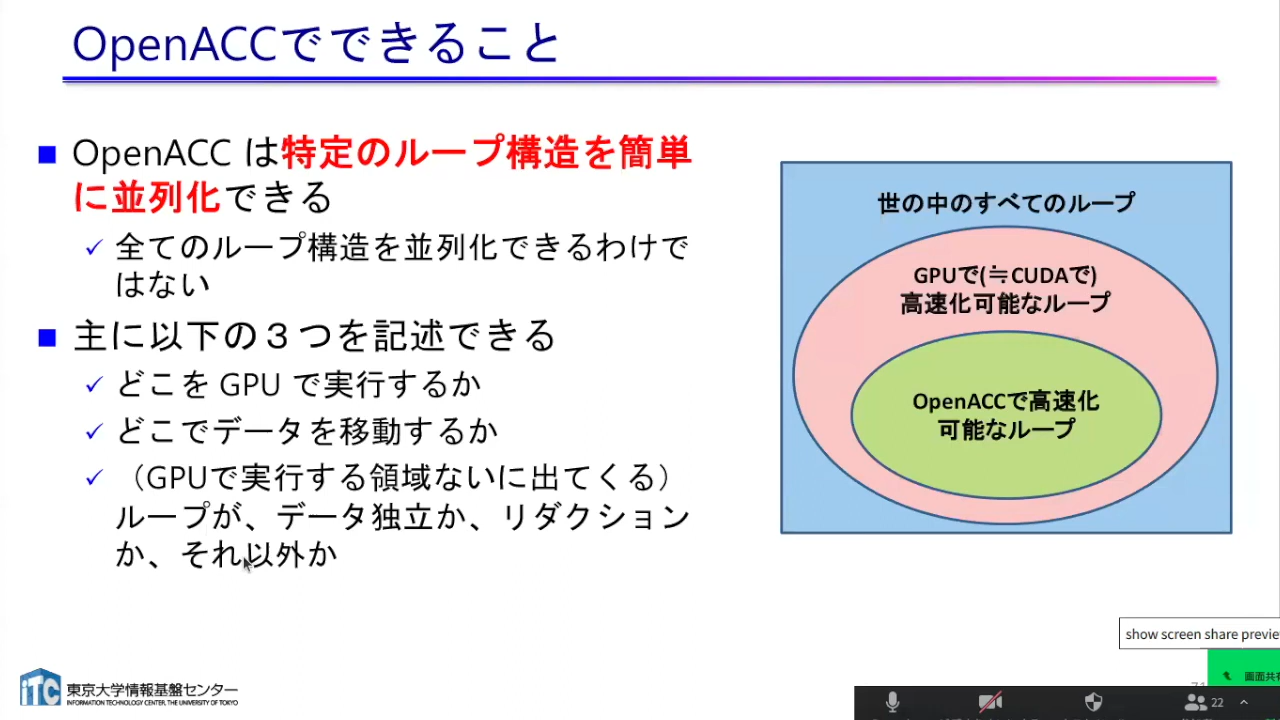 OpenACCでできること
OpenACC は特定のループ構造を簡単
に並列化できる
全てのループ構造を並列化できるわけで
はない
主に以下の３つを記述できる
どこを GPU で実行するか
どこでデータを移動するか
（GPUで実行する領域ないに出てくる）
ループが、データ独立か、リダクション
か、それ以外か
世の中のすべてのループ
GPUで(≒CUDAで)
高速化可能なループ
OpenACCで高速化
可能なループ
show screen share previe
画面共有
22
iTC 東京大学情報基盤センター
INFORMATION TECHNOLOGY CENTER, THE UNIVERSITY OF TOKYO